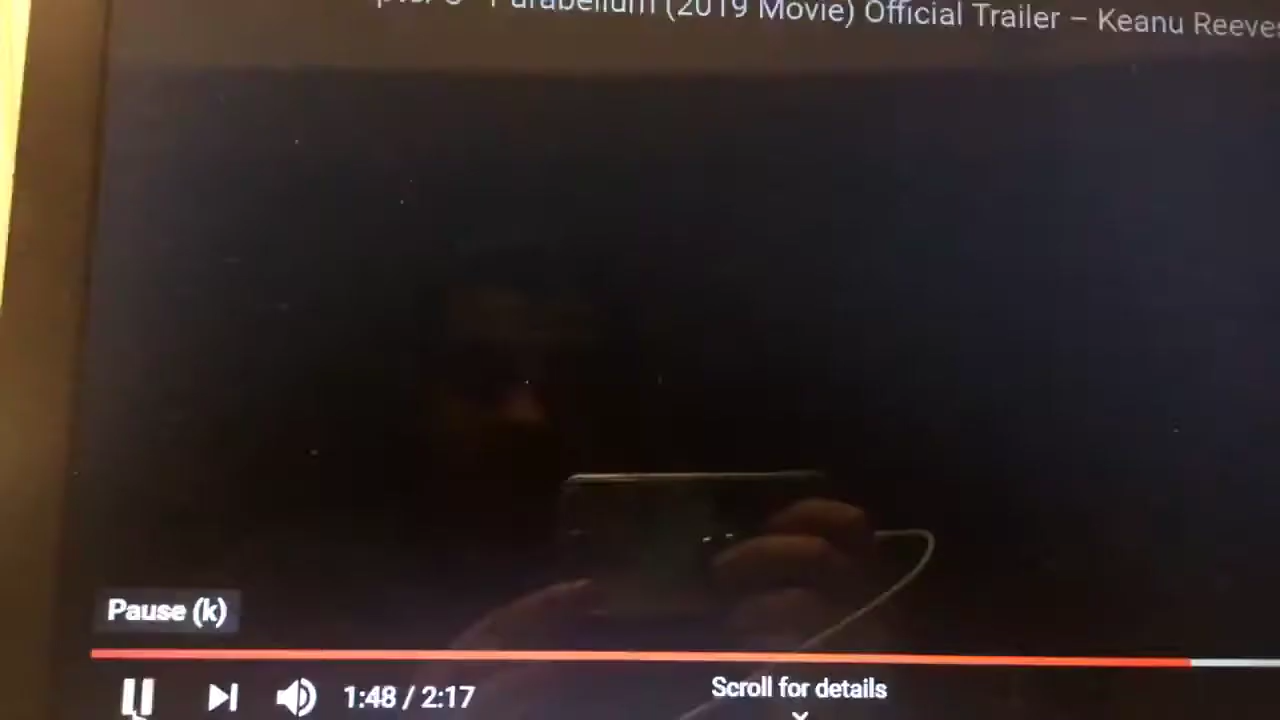 Parabellum (2019 Movie) Official Trailer – Keanu Reeves
Pause (k)
1:48 / 2:17
Scroll for details